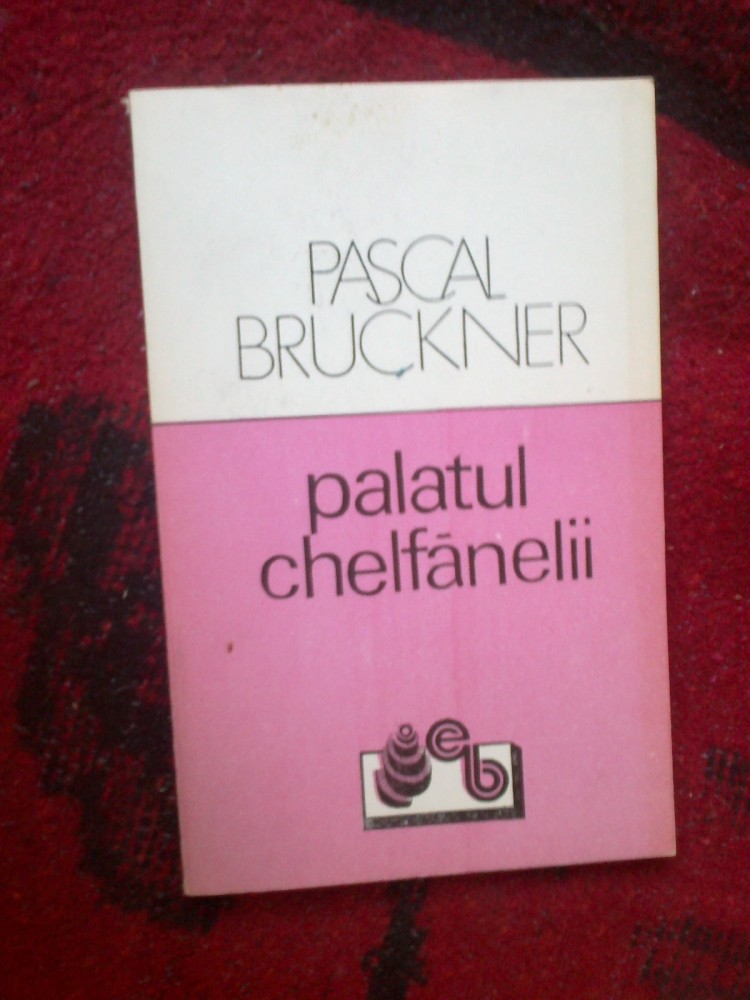 PASCAL
BRUCKNER
palatul
chelfănelii
eb